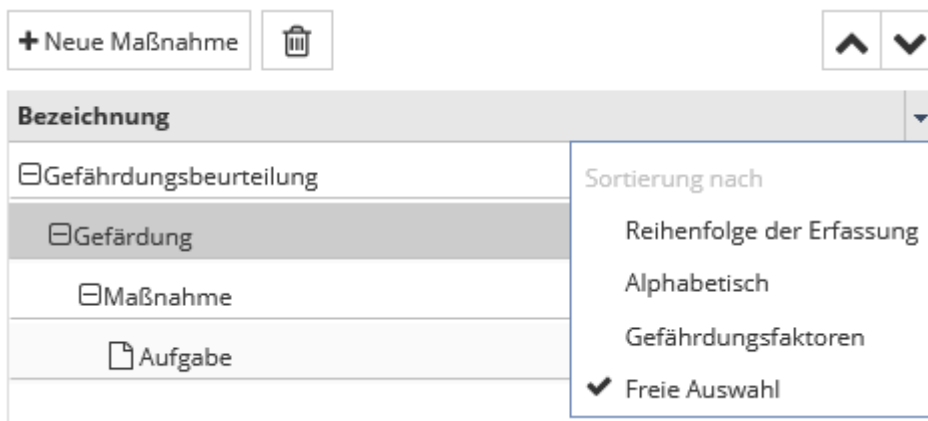 + Neue Maßnahme
Bezeichnung
Gefährdungsbeurteilung
Gefärdung
Maßnahme
Aufgabe
Sortierung nach
Reihenfolge der Erfassung
Alphabetisch
Gefährdungsfaktoren
Freie Auswahl